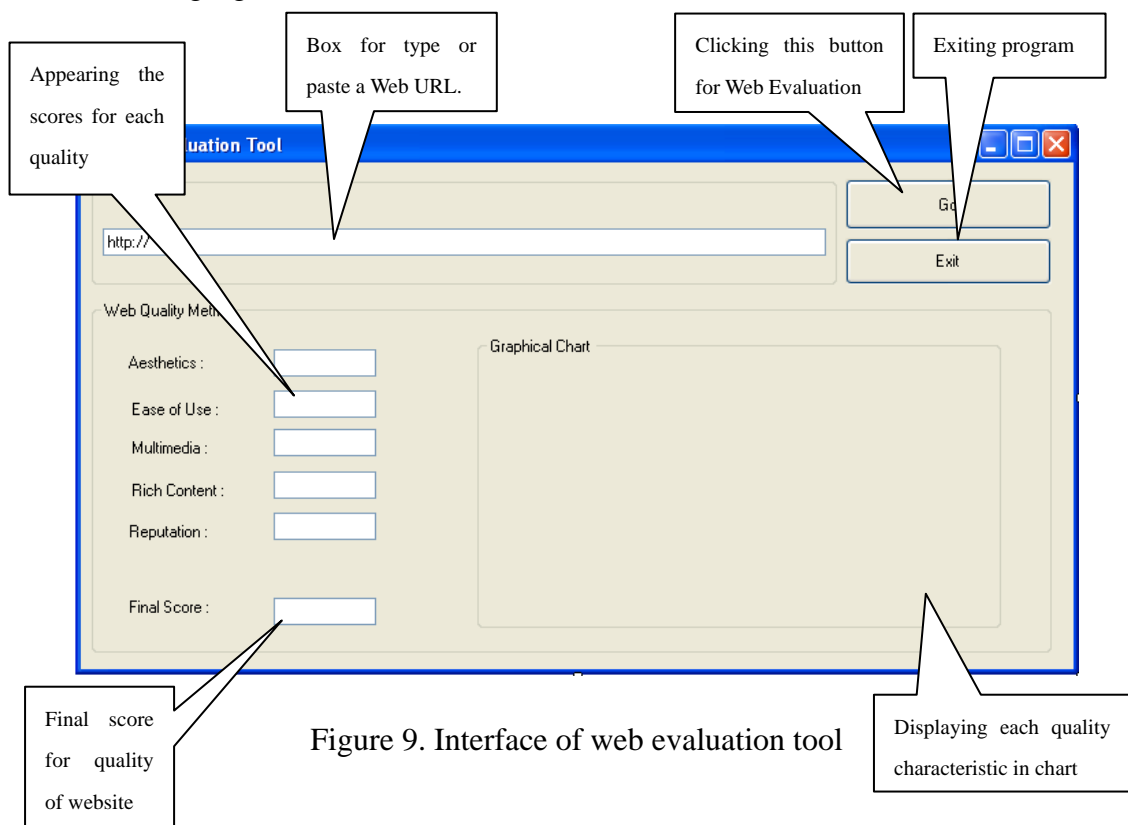 Box for type or
paste a Web URL.
Clicking this button
for Web Evaluation
Exiting program
Appearing the
scores for each
quality
Tool
http://
Go
Exit
Web Quality
Aesthetics :
Ease of Use :
Multimedia :
Rich Content :
Reputation :
Final Score :
Graphical Chart
Final score
for quality
of website
Figure 9. Interface of web evaluation tool
Displaying each quality
characteristic in chart